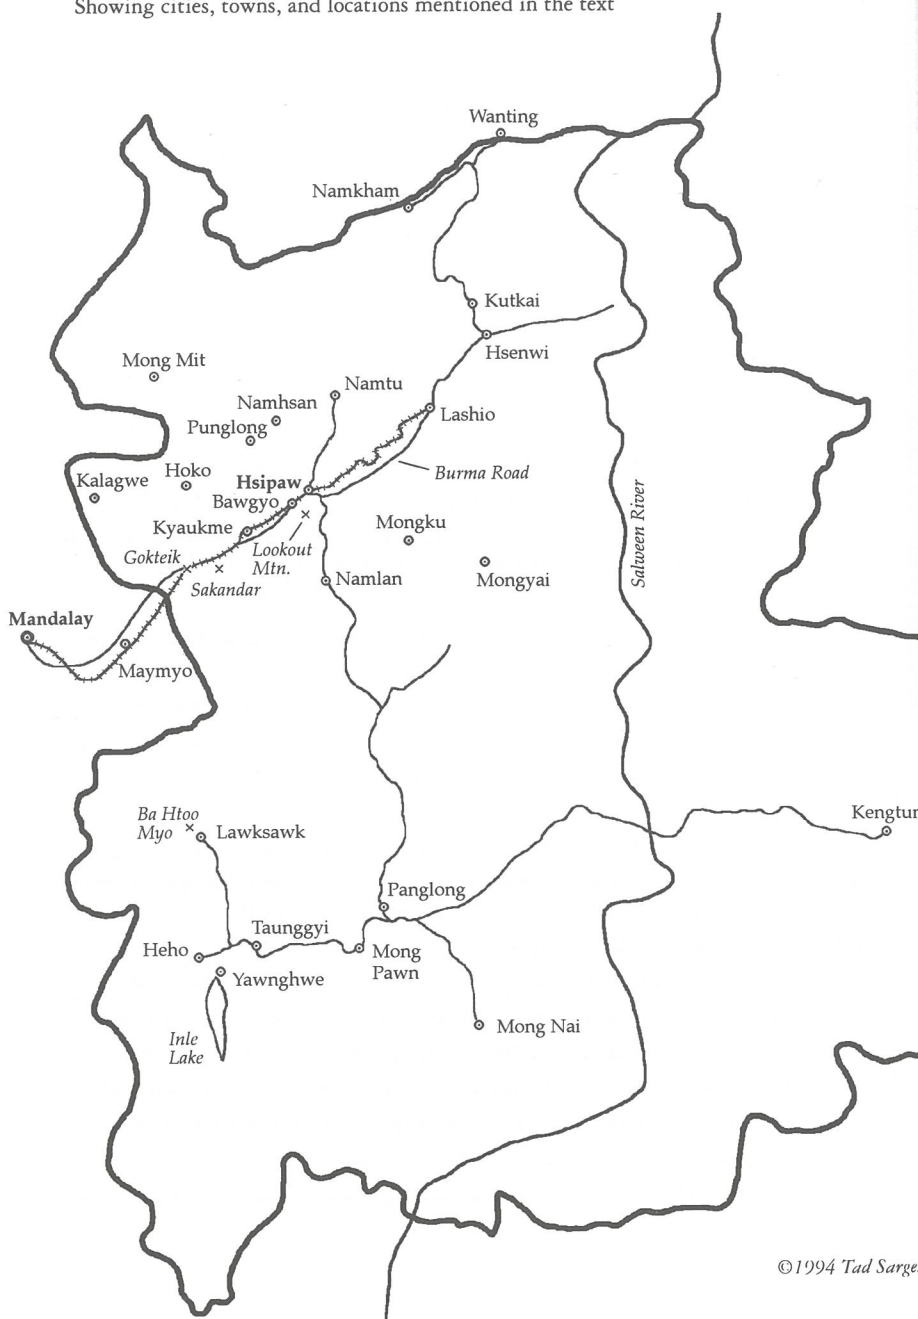 Showing cities, towns, and locations mentioned in the text
Wanting
Namkham
Kutkai
Hsenwi
Mong Mit
Namtu
Namhsan
Lashio
Punglong
Burma Road
Hoko
Kalagwe
Hsipaw
Bawgyo
Salween River
Kyaukme
Mongku
Lookout
Mtn.
Gokteik
Mongyai
Namlan
Sakandar
Mandalay
Maymyo
Ba Htoo
Myo
Kengtun
Lawksawk
Panglong
Taunggyi
Heho
Mong
Pawn
Yawnghwe
Mong Nai
Inle
Lake
©1994 Tad Sarge